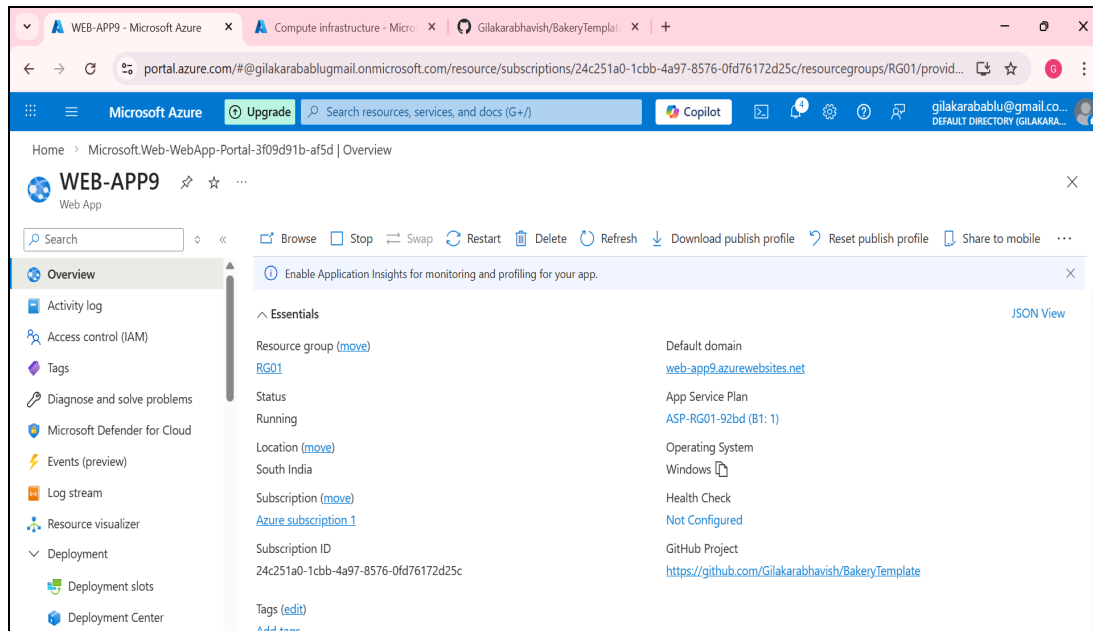 WEB-APP9 - Microsoft Azure
Compute infrastructure - Micro
Gilakarabhavish/BakeryTemplat
portal.azure.com/#@gilakarabablugmail.onmicrosoft.com/resource/subscriptions/24c251a0-1cbb-4a97-8576-0fd76172d25c/resourcegroups/RG01/provid...
G
Microsoft Azure
Upgrade
Search resources, services, and docs (G+/)
Copilot
4
gilakarabablu@gmail.co...
DEFAULT DIRECTORY (GILAKARA...
Home > Microsoft.Web-WebApp-Portal-3f09d91b-af5d | Overview
WEB-APP9
Web App
Search
Browse Stop Swap Restart Delete Refresh Download publish profile Reset publish profile Share to mobile
Overview
Activity log
Access control (IAM)
Tags
Diagnose and solve problems
Microsoft Defender for Cloud
Events (preview)
Log stream
Resource visualizer
Deployment
Deployment slots
Deployment Center
Enable Application Insights for monitoring and profiling for your app.
Essentials
JSON View
Resource group (move)
RG01
Status
Running
Location (move)
South India
Subscription (move)
Azure subscription 1
Subscription ID
24c251a0-1cbb-4a97-8576-0fd76172d25c
Tags (edit)
Add tags
Default domain
web-app9.azurewebsites.net
App Service Plan
ASP-RG01-92bd (B1: 1)
Operating System
Windows
Health Check
Not Configured
GitHub Project
https://github.com/Gilakarabhavish/BakeryTemplate